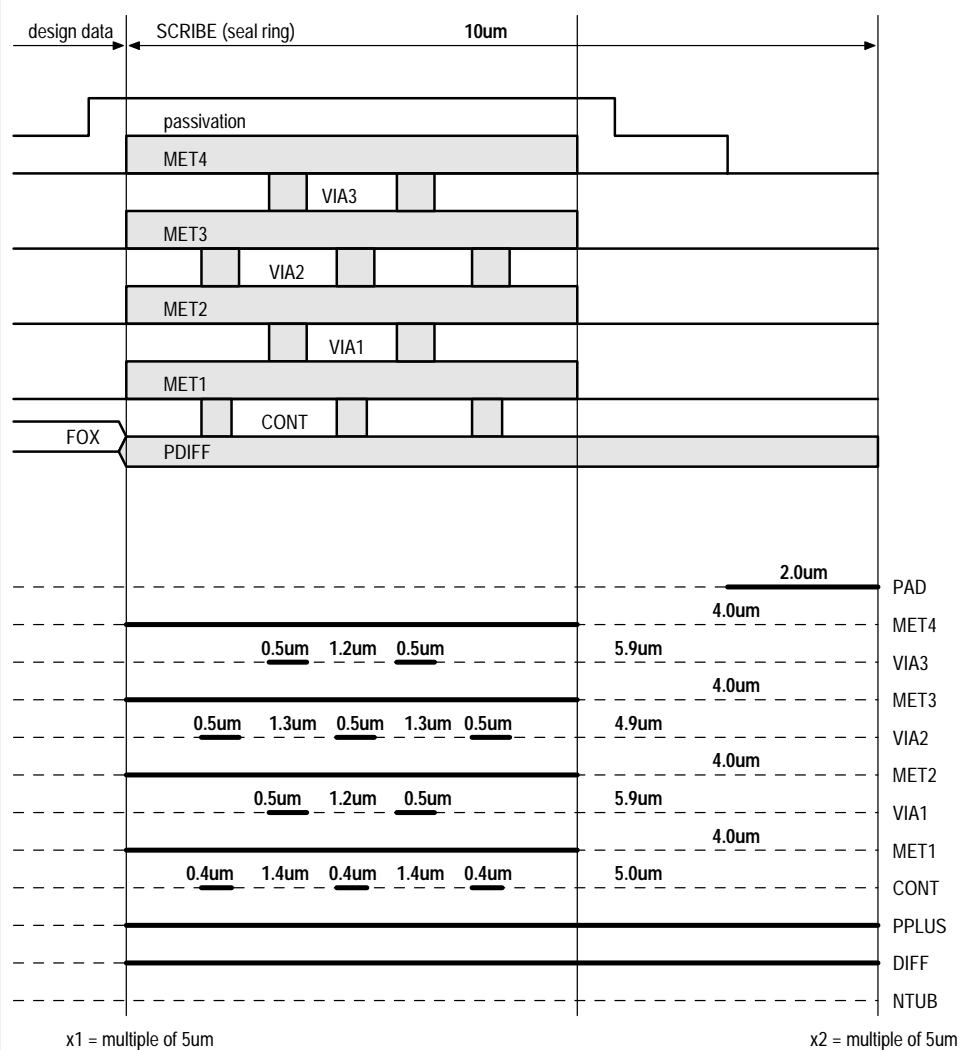 design data SCRIBE (seal ring) 10um
passivation
MET4
VIA3
MET3
VIA2
MET2
VIA1
MET1
CONT
FOX
PDIFF
2.0um PAD
4.0um MET4
0.5um 1.2um 0.5um 5.9um VIA3
4.0um MET3
0.5um 1.3um 0.5um 1.3um 0.5um 4.9um VIA2
4.0um MET2
0.5um 1.2um 0.5um 5.9um VIA1
4.0um MET1
0.4um 1.4um 0.4um 1.4um 0.4um 5.0um CONT
PPLUS
DIFF
NTUB
x1 = multiple of 5um x2 = multiple of 5um